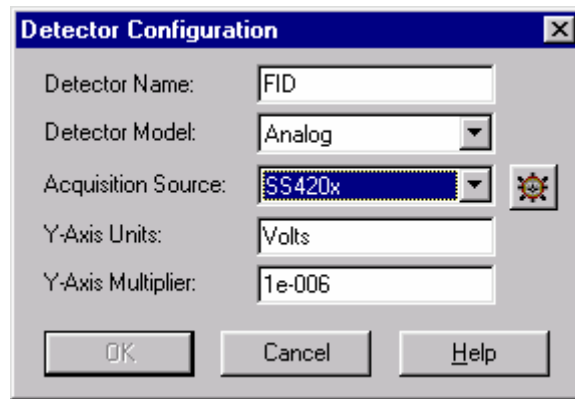 Detector Configuration
Detector Name: FID
Detector Model: Analog
Acquisition Source: SS420x
Y-Axis Units: Volts
Y-Axis Multiplier: 1e-006
OK Cancel Help